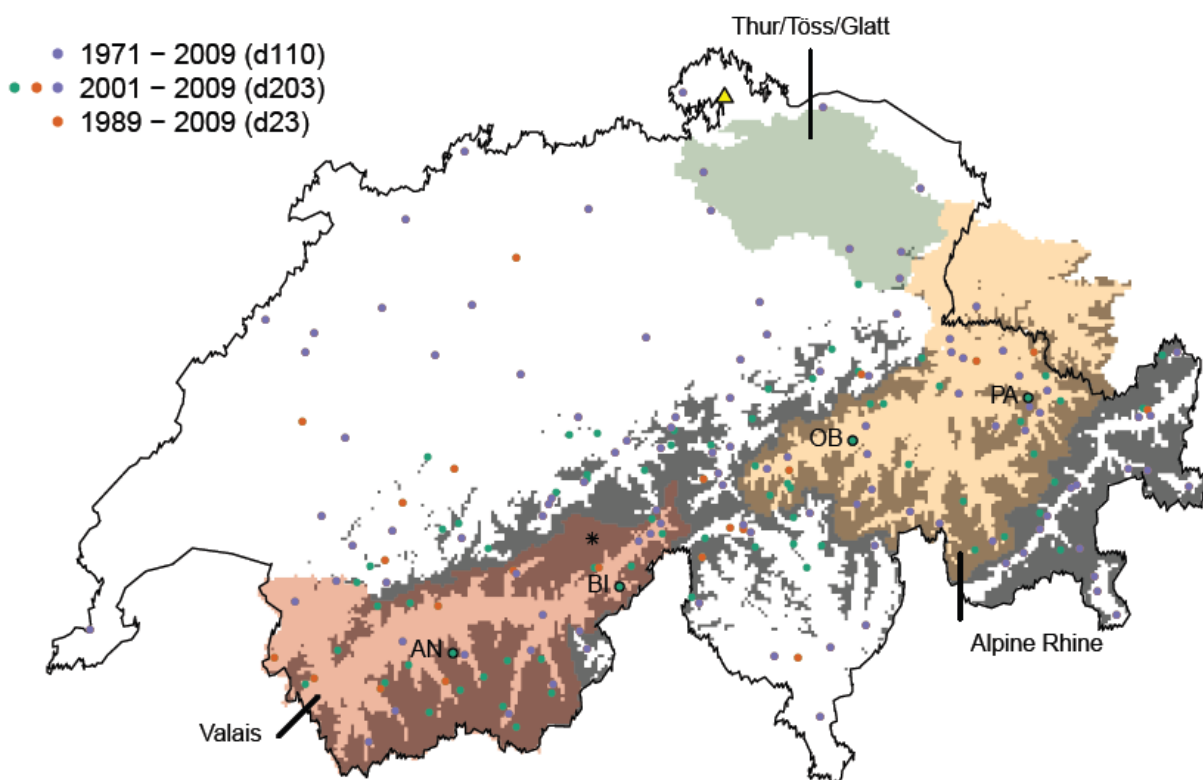 Thur/Töss/Glatt
1971 − 2009 (d110)
2001 − 2009 (d203)
1989 − 2009 (d23)
PA
OB
BI
AN
Alpine Rhine
Valais